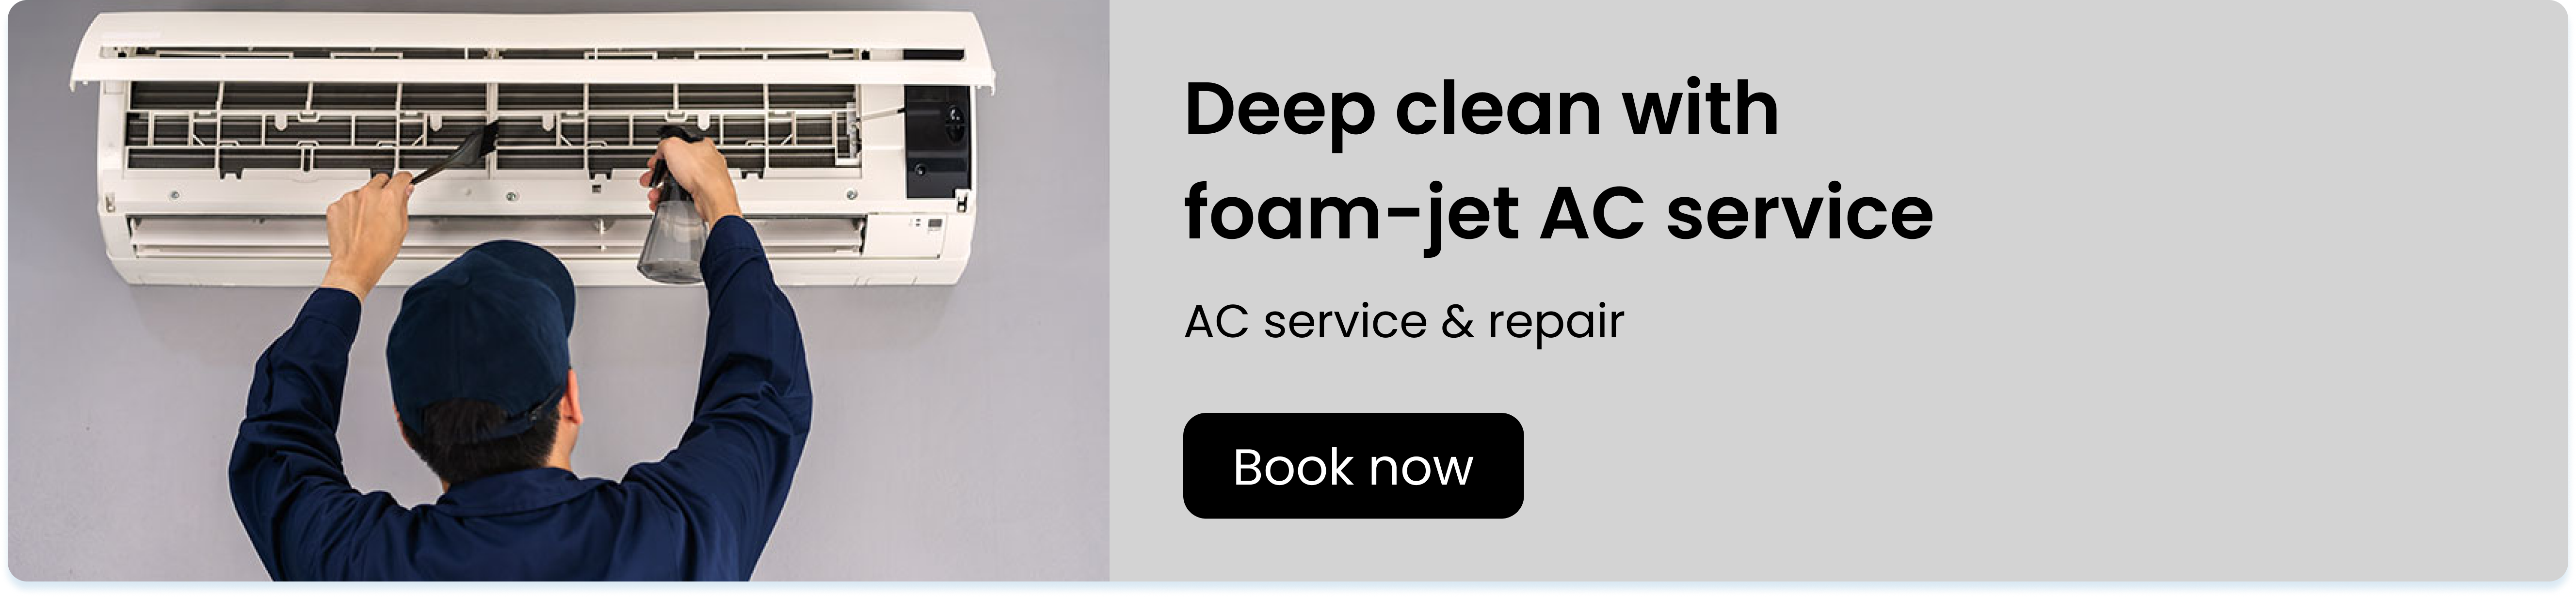 Deep clean with
foam-jet AC service
AC service & repair
Book now